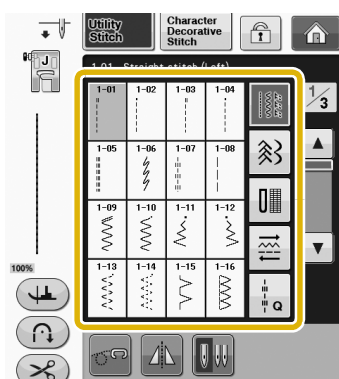 Utility
Stitch
Character
Decorative
Stitch
J
1-01 Straight stitch (Left)
1/3
1-01 1-02 1-03 1-04
1-05 1-06 1-07 1-08
1-09 1-10 1-11 1-12
100%
1-13 1-14 1-15 1-16
Q